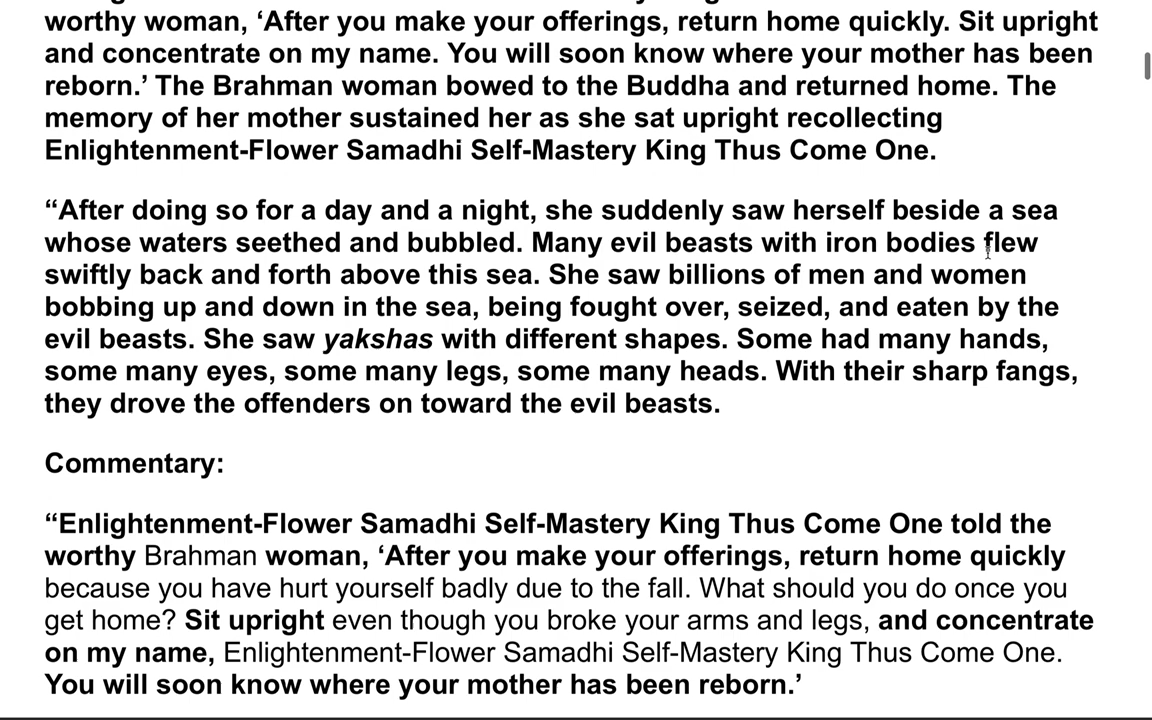 worthy woman, ‘After you make your offerings, return home quickly. Sit upright
and concentrate on my name. You will soon know where your mother has been
reborn.’ The Brahman woman bowed to the Buddha and returned home. The
memory of her mother sustained her as she sat upright recollecting
Enlightenment-Flower Samadhi Self-Mastery King Thus Come One.
“After doing so for a day and a night, she suddenly saw herself beside a sea
whose waters seethed and bubbled. Many evil beasts with iron bodies flew
swiftly back and forth above this sea. She saw billions of men and women
bobbing up and down in the sea, being fought over, seized, and eaten by the
evil beasts. She saw yakshas with different shapes. Some had many hands,
some many eyes, some many legs, some many heads. With their sharp fangs,
they drove the offenders on toward the evil beasts.
Commentary:
“Enlightenment-Flower Samadhi Self-Mastery King Thus Come One told the
worthy Brahman woman, ‘After you make your offerings, return home quickly
because you have hurt yourself badly due to the fall. What should you do once you
get home? Sit upright even though you broke your arms and legs, and concentrate
on my name, Enlightenment-Flower Samadhi Self-Mastery King Thus Come One.
You will soon know where your mother has been reborn.’